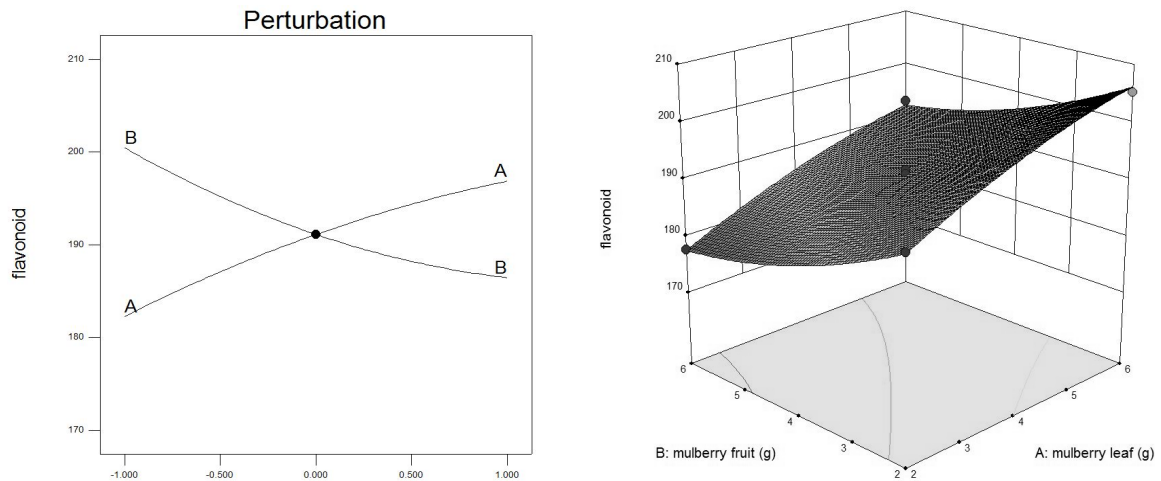 Perturbation
210
200
190
180
170
flavonoid
B
A
A
B
-1.000
-0.500
0.000
0.500
1.000
210
200
190
180
170
flavonoid
6
5
4
3
2
2
3
4
5
6
B: mulberry fruit (g)
A: mulberry leaf (g)